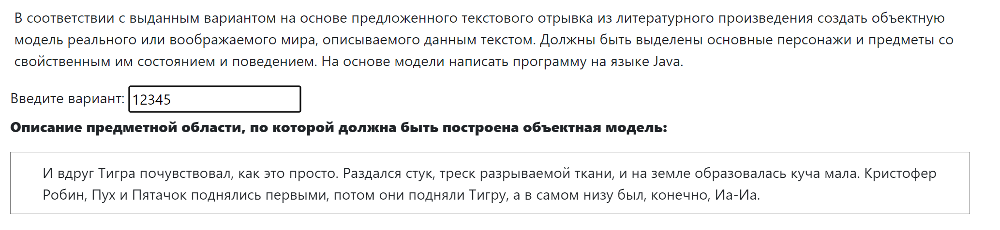 В соответствии с выданным вариантом на основе предложенного текстового отрывка из литературного произведения создать объектную
модель реального или воображаемого мира, описываемого данным текстом. Должны быть выделены основные персонажи и предметы со
свойственным им состоянием и поведением. На основе модели написать программу на языке Java.
Введите вариант: 12345
Описание предметной области, по которой должна быть построена объектная модель:
И вдруг Тигра почувствовал, как это просто. Раздался стук, треск разрываемой ткани, и на земле образовалась куча мала. Кристофер
Робин, Пух и Пятачок поднялись первыми, потом они подняли Тигру, а в самом низу был, конечно, Иа-Иа.